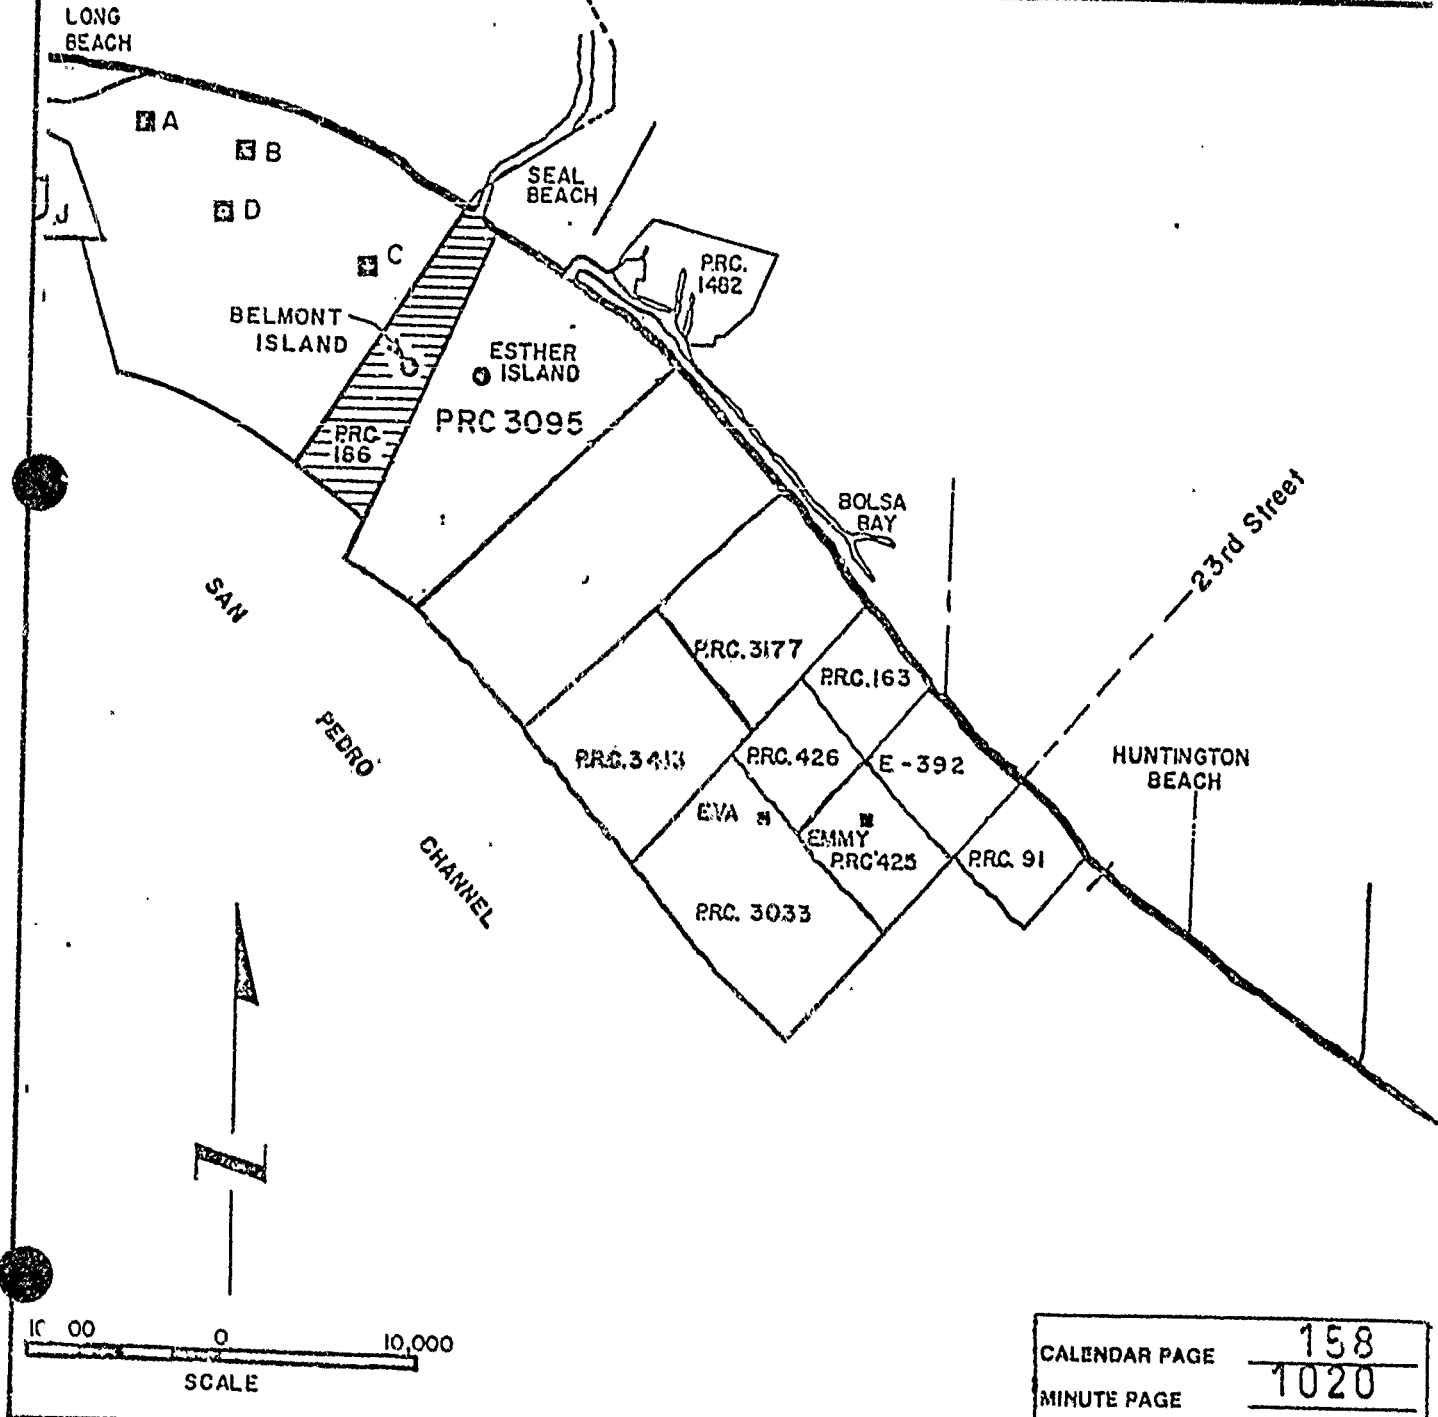 LONG
BEACH
A
B
D
J
C
SEAL
BEACH
P.R.C.
1482
BELMONT
ISLAND
ESTHER
ISLAND
PRC 3095
P.R.C.
186
BOLSA
BAY
23rd Street
SAN
PEDRO
CHANNEL
P.R.C. 3177
P.R.C. 163
P.R.C. 3413
P.R.C. 426
E-392
HUNTINGTON
BEACH
EVA
EMMY
P.R.C. 425
P.R.C. 91
P.R.C. 3033
N
0
10,000
SCALE
CALENDAR PAGE 158
MINUTE PAGE 1020